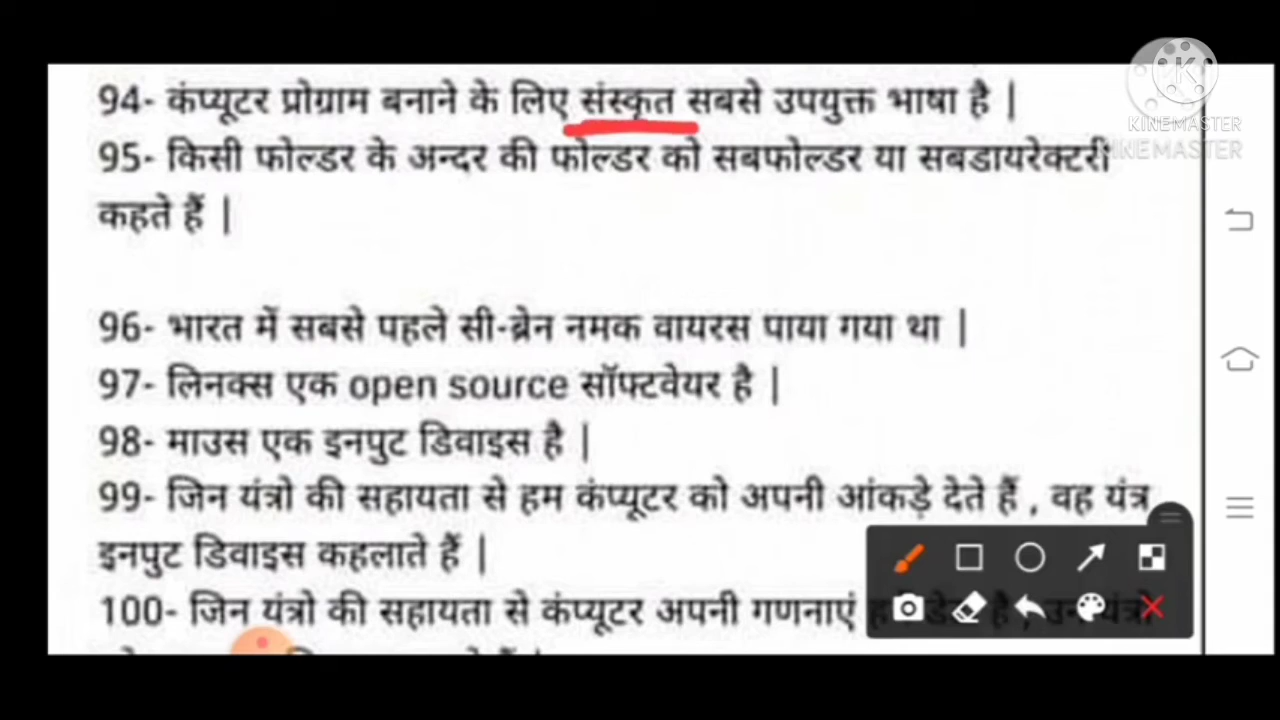 94- कंप्यूटर प्रोग्राम बनाने के लिए संस्कृत सबसे उपयुक्त भाषा है |
95- किसी फोल्डर के अन्दर की फोल्डर को सबफोल्डर या सबडायरेक्टरी
कहते हैं |
96- भारत में सबसे पहले सी-ब्रेन नमक वायरस पाया गया था |
97- लिनक्स एक open source सॉफ्टवेयर है |
98- माउस एक इनपुट डिवाइस है |
99- जिन यंत्रो की सहायता से हम कंप्यूटर को अपनी आंकड़े देते हैं , वह यंत्र
इनपुट डिवाइस कहलाते हैं |
100- जिन यंत्रो की सहायता से कंप्यूटर अपनी गणनाएं
KINEMASTER
KINEMASTER